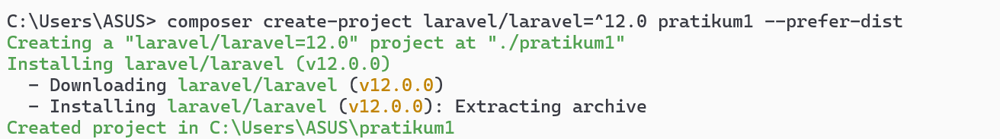 C:\Users\ASUS> composer create-project laravel/laravel=^12.0 pratikum1 --prefer-dist
Creating a "laravel/laravel=12.0" project at "./pratikum1"
Installing laravel/laravel (v12.0.0)
  - Downloading laravel/laravel (v12.0.0)
  - Installing laravel/laravel (v12.0.0): Extracting archive
Created project in C:\Users\ASUS\pratikum1